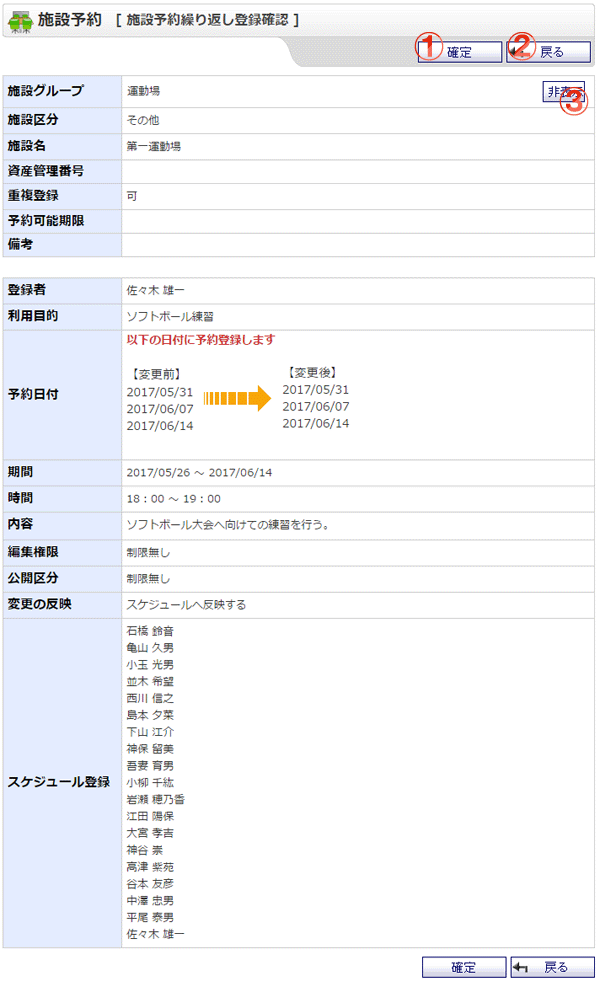 施設予約 [ 施設予約繰り返し登録確認 ]
① 確定 ② 戻る
施設グループ 運動場 非表示 ③
施設区分 その他
施設名 第一運動場
資産管理番号
重複登録 可
予約可能期限
備考
登録者 佐々木 雄一
利用目的 ソフトボール練習
予約日付 以下の日付に予約登録します
【変更前】 【変更後】
2017/05/31 2017/05/31
2017/06/07 2017/06/07
2017/06/14 2017/06/14
期間 2017/05/26 ～ 2017/06/14
時間 18：00 ～ 19：00
内容 ソフトボール大会へ向けての練習を行う。
編集権限 制限無し
公開区分 制限無し
変更の反映 スケジュールへ反映する
スケジュール登録
石橋 鈴音
亀山 久男
小玉 光男
並木 希望
西川 信之
島本 夕菜
下山 江介
神保 留美
吾妻 育男
小柳 千紘
岩瀬 穂乃香
江田 陽保
大宮 孝吉
神谷 崇
高津 紫苑
谷本 友彦
中澤 忠男
平尾 泰男
佐々木 雄一
確定 戻る